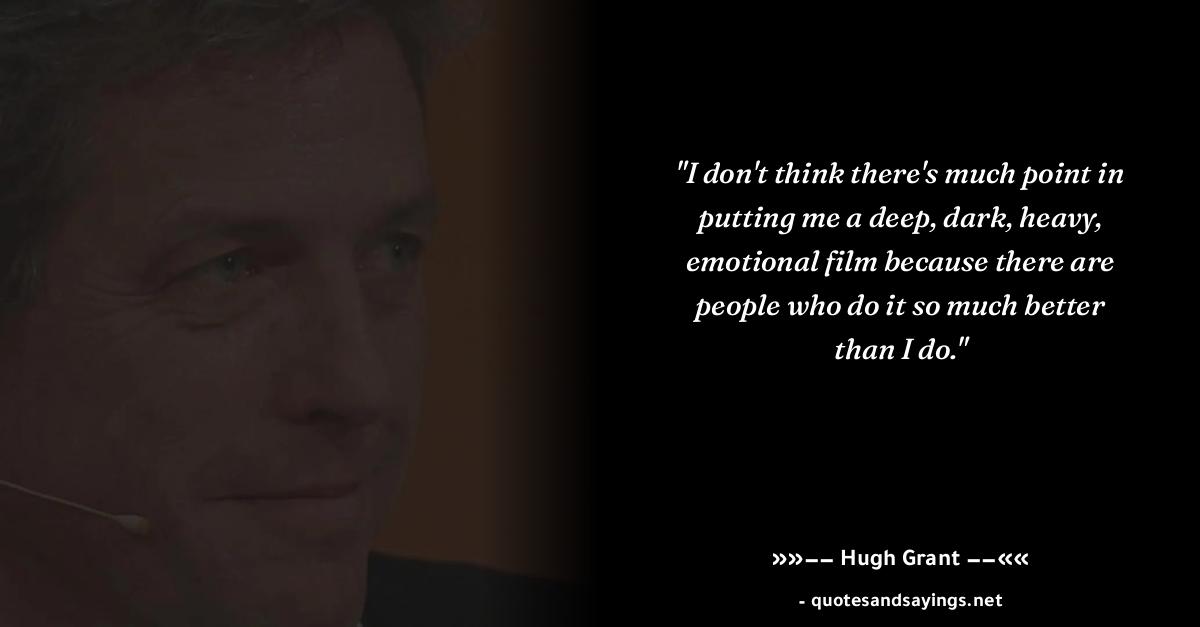 "I don't think there's much point in
putting me a deep, dark, heavy,
emotional film because there are
people who do it so much better
than I do."
»»−− Hugh Grant −−««
- quotesandsayings.net